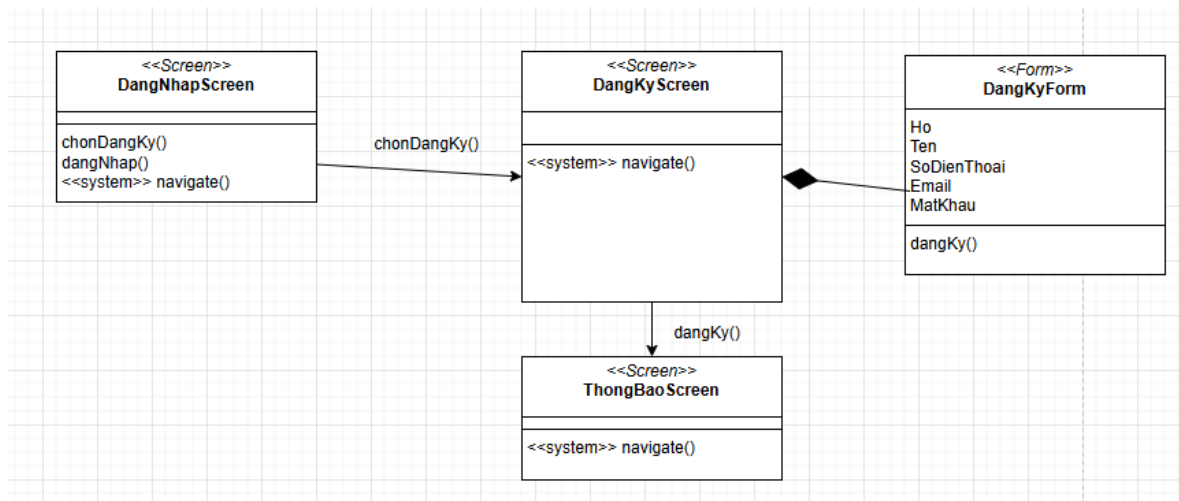 <<Screen>>
DangNhapScreen
chonDangKy()
dangNhap()
<<system>> navigate()
chonDangKy()
<<Screen>>
DangKyScreen
<<system>> navigate()
<<Form>>
DangKyForm
Ho
Ten
SoDienThoai
Email
MatKhau
dangKy()
dangKy()
<<Screen>>
ThongBaoScreen
<<system>> navigate()